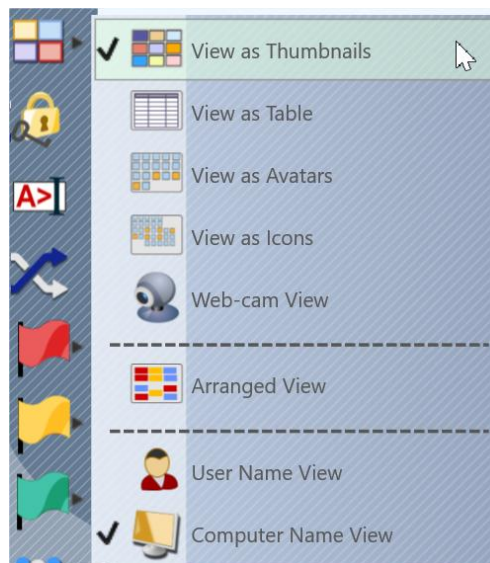 View as Thumbnails
View as Table
A>
View as Avatars
View as Icons
Web-cam View
Arranged View
User Name View
Computer Name View